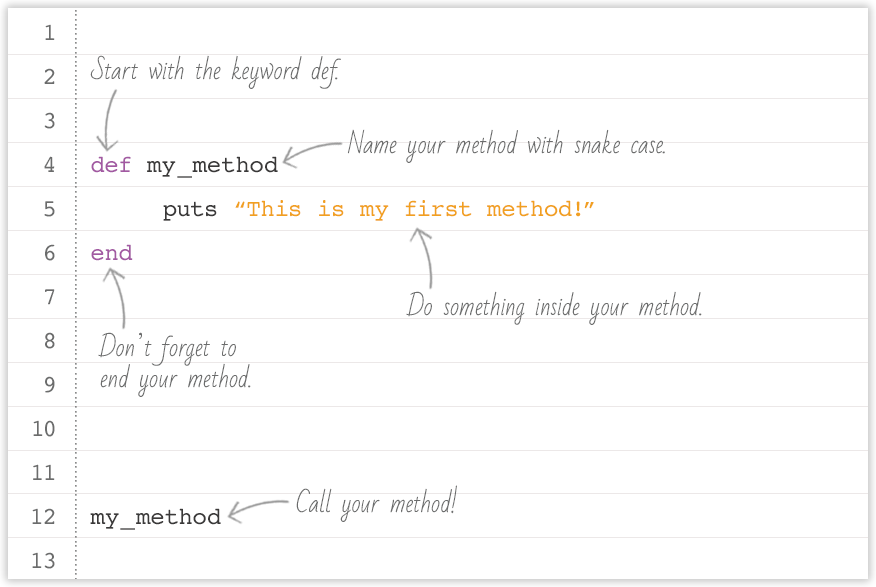 1
2
Start with the keyword def.
3
Name your method with snake case.
4 def my_method
5 puts “This is my first method!”
6 end
7
Do something inside your method.
8
Don’t forget to
9
end your method.
10
11
Call your method!
12 my_method
13